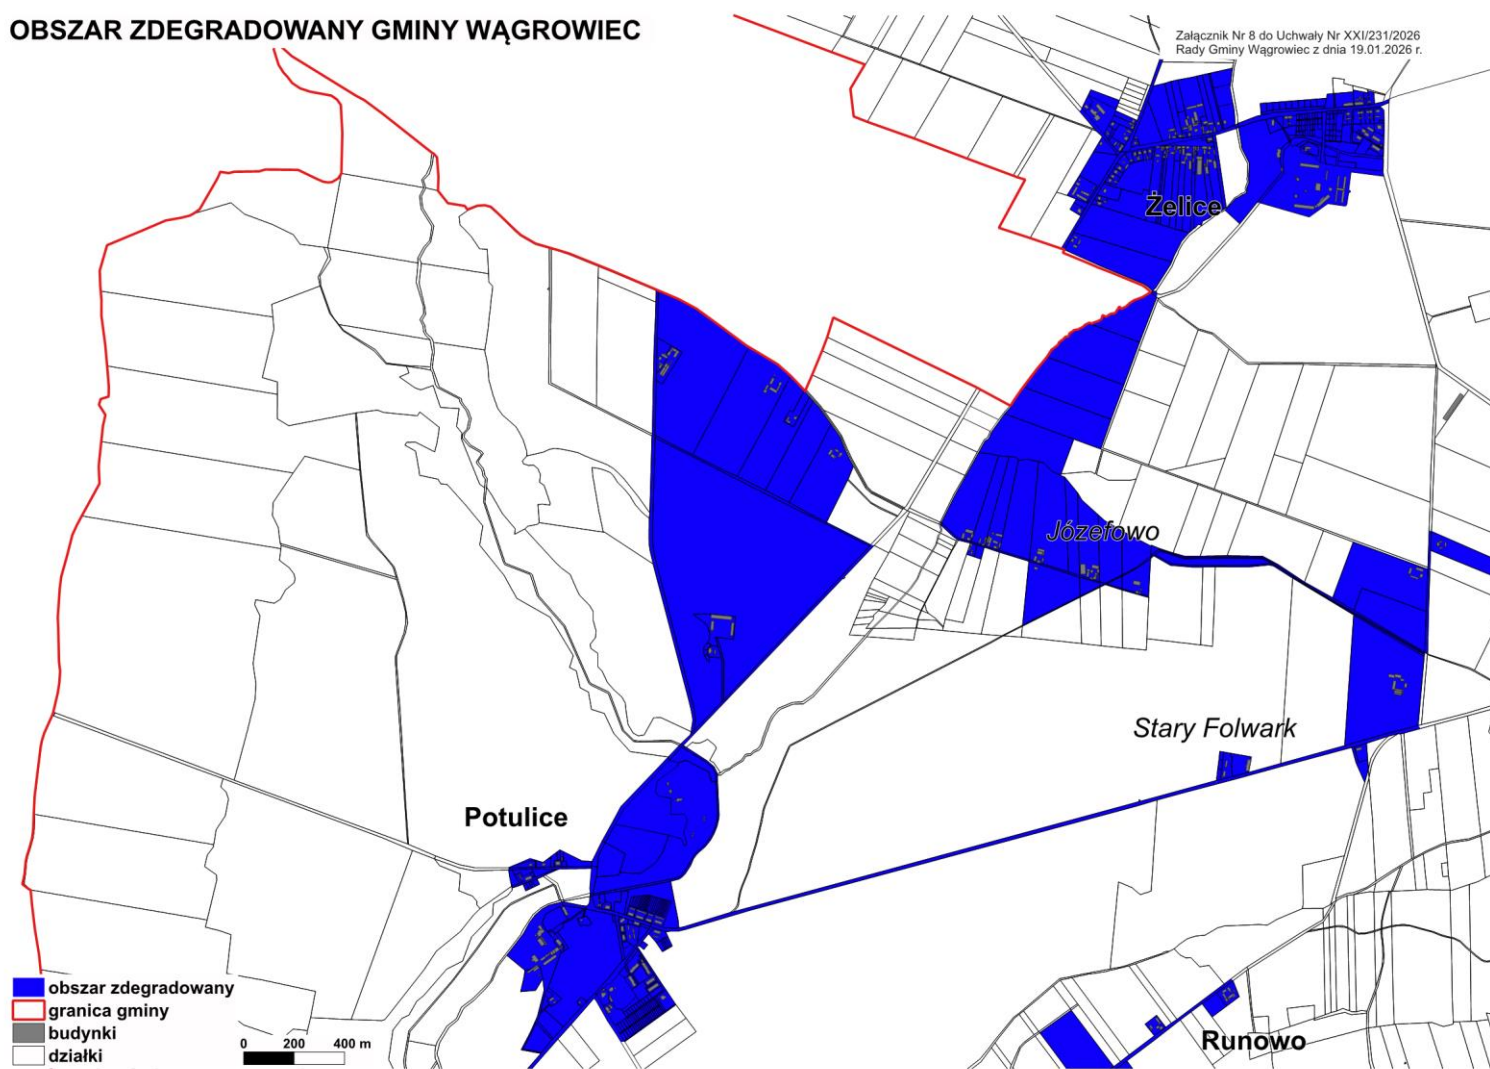 OBSZAR ZDEGRADOWANY GMINY WĄGROWIEC
Załącznik Nr 8 do Uchwały Nr XXI/231/2026
Rady Gminy Wągrowiec z dnia 19.01.2026 r.
Żelice
Józefowo
Stary Folwark
Potulice
Runowo
obszar zdegradowany
granica gminy
budynki
działki
0 200 400 m